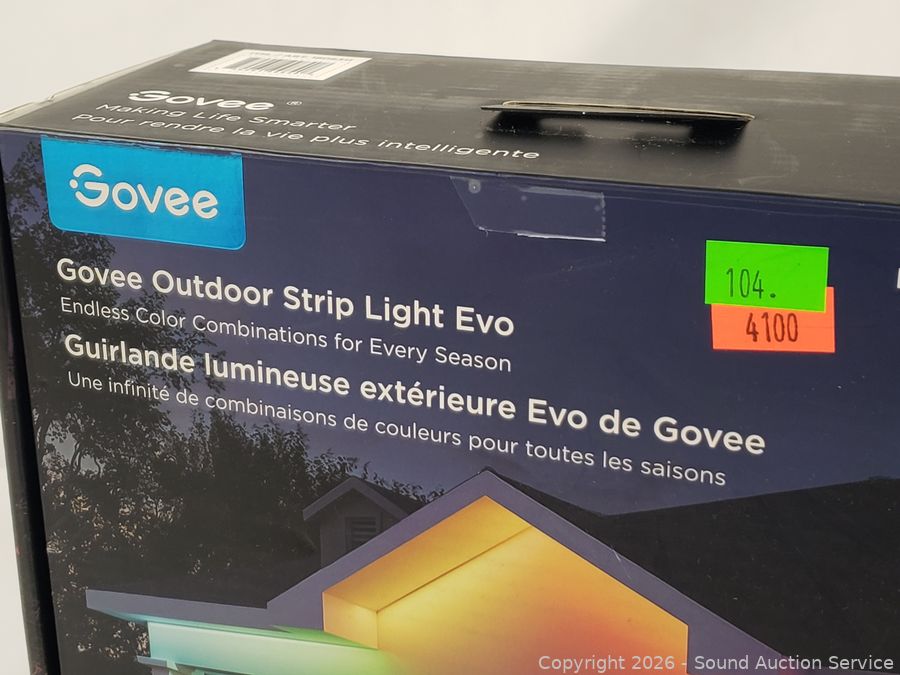 Govee ®
Making Life Smarter
Pour rendre la vie plus intelligente
Govee
Govee Outdoor Strip Light Evo
Endless Color Combinations for Every Season
Guirlande lumineuse extérieure Evo de Govee
Une infinité de combinaisons de couleurs pour toutes les saisons
104.
4100
Copyright 2026 - Sound Auction Service